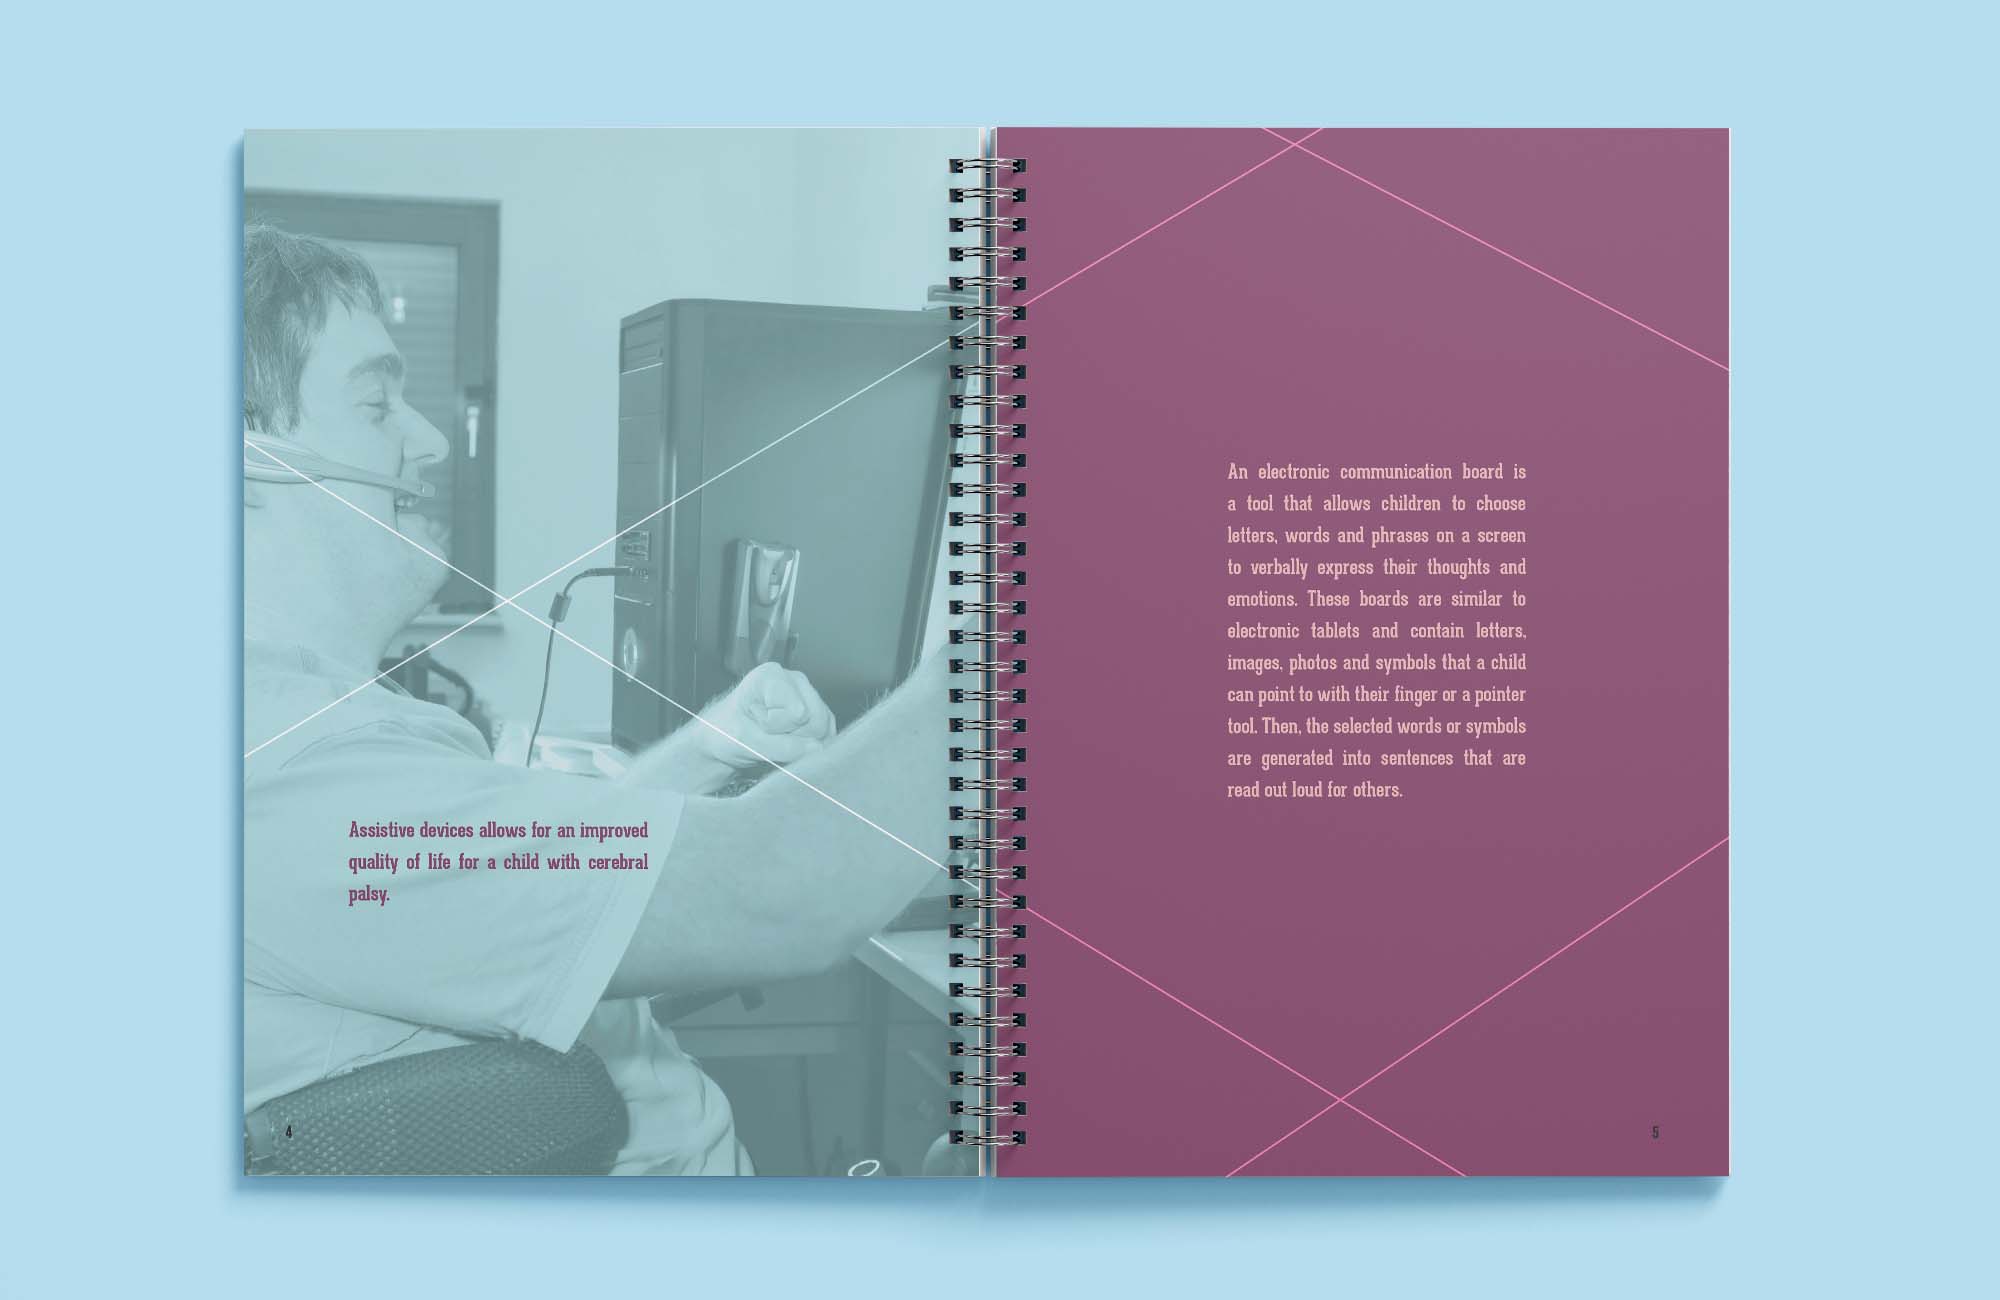 Assistive devices allows for an improved
quality of life for a child with cerebral
palsy.
4
An electronic communication board is
a tool that allows children to choose
letters, words and phrases on a screen
to verbally express their thoughts and
emotions. These boards are similar to
electronic tablets and contain letters,
images, photos and symbols that a child
can point to with their finger or a pointer
tool. Then, the selected words or symbols
are generated into sentences that are
read out loud for others.
5